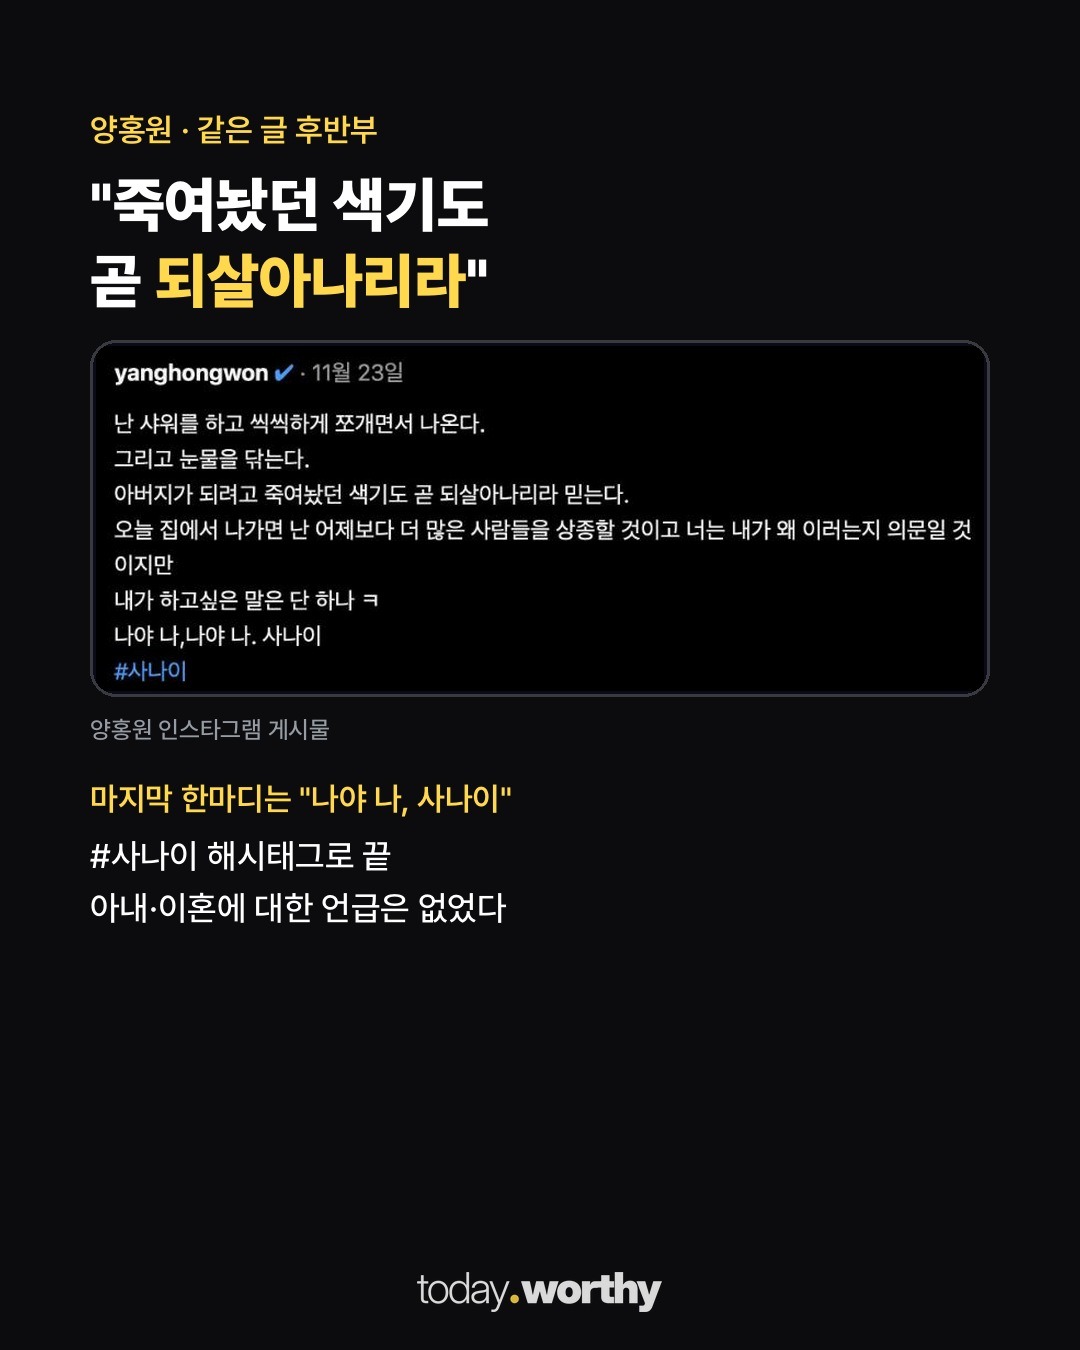 양홍원 · 같은 글 후반부
"죽여놨던 색기도
곧 되살아나리라"
yanghongwon ✔ · 11월 23일
난 샤워를 하고 씩씩하게 쪼개면서 나온다.
그리고 눈물을 닦는다.
아버지가 되려고 죽여놨던 색기도 곧 되살아나리라 믿는다.
오늘 집에서 나가면 난 어제보다 더 많은 사람들을 상종할 것이고 너는 내가 왜 이러는지 의문일 것
이지만
내가 하고싶은 말은 단 하나 ㅋ
나야 나,나야 나. 사나이
#사나이
양홍원 인스타그램 게시물
마지막 한마디는 "나야 나, 사나이"
#사나이 해시태그로 끝
아내·이혼에 대한 언급은 없었다
today.worthy